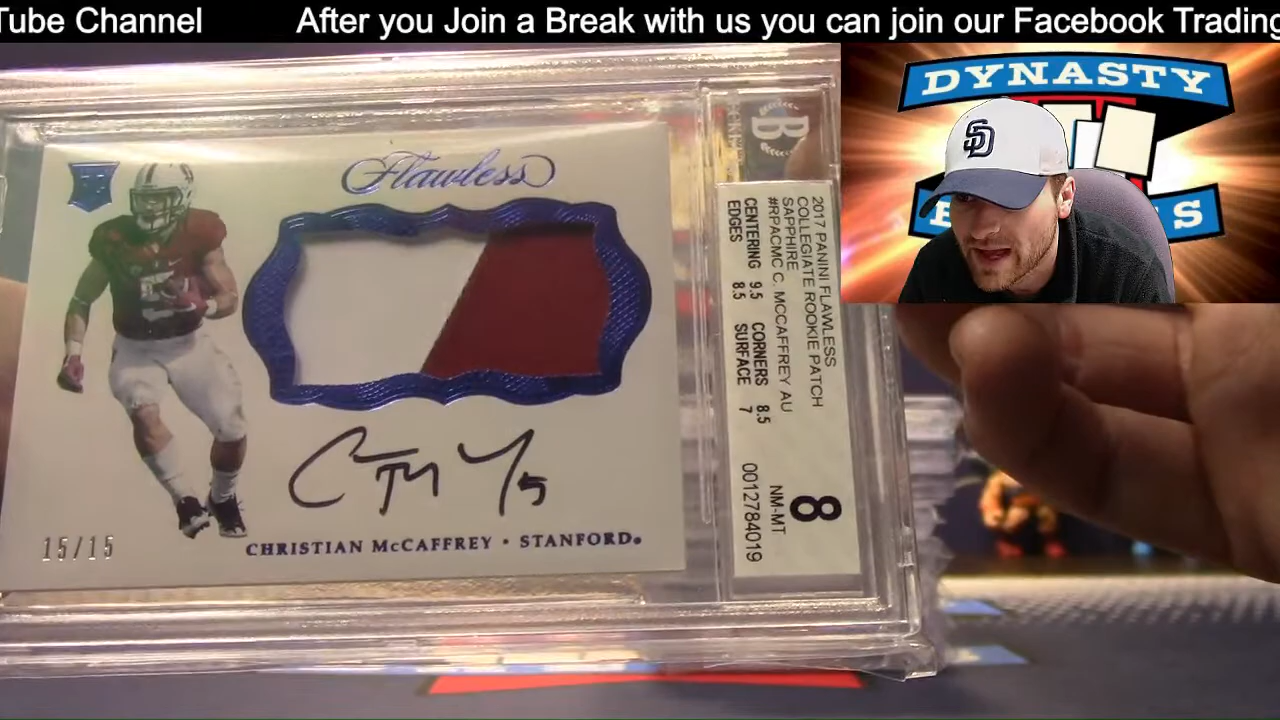 Tube Channel After you Join a Break with us you can join our Facebook Trading
DYNASTY
SD
S
Flawless
15/15
CHRISTIAN McCAFFREY • STANFORD
B
2017 PANINI FLAWLESS
COLLEGIATE ROOKIE PATCH
SAPPHIRE
#RPACMC C. MCCAFFREY AU
CENTERING 9.5 CORNERS 8.5
EDGES 8.5 SURFACE 7
8
NM-MT
0012784019